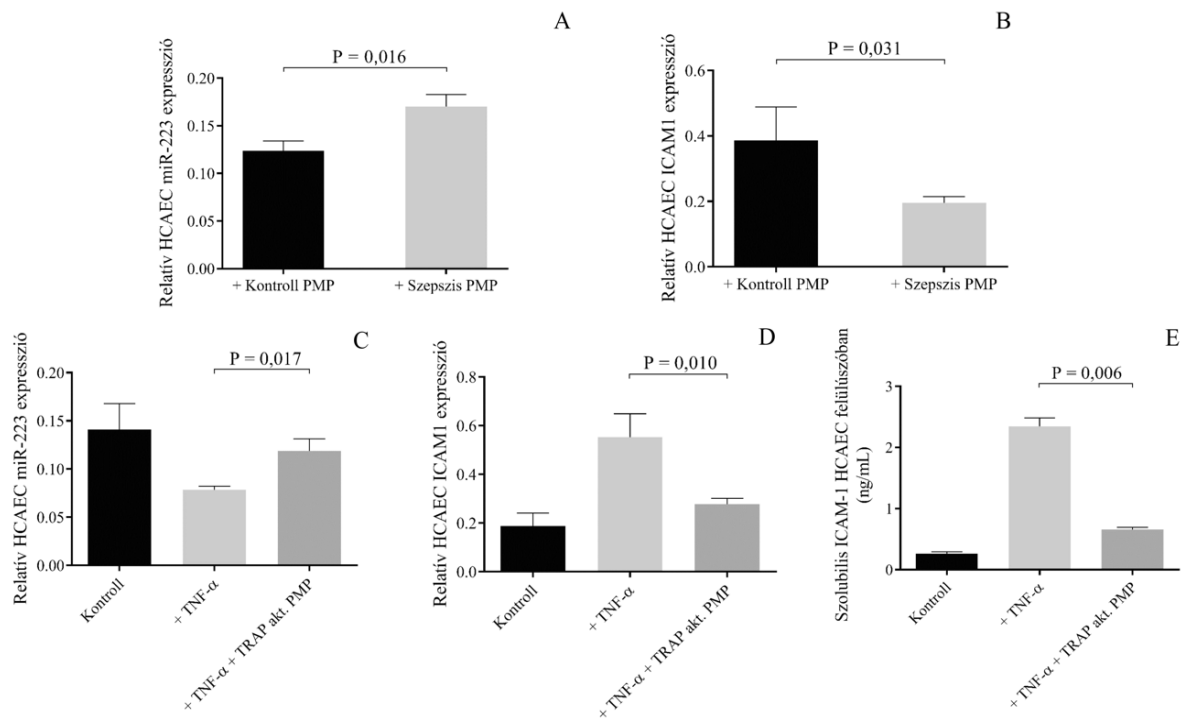 A
P = 0,016
Relatív HCAEC miR-223 expresszió
0.20
0.15
0.10
0.05
0.00
+ Kontroll PMP
+ Szepszis PMP
B
P = 0,031
Relatív HCAEC ICAM1 expresszió
0.6
0.4
0.2
0.0
+ Kontroll PMP
+ Szepszis PMP
C
P = 0,017
Relatív HCAEC miR-223 expresszió
0.20
0.15
0.10
0.05
0.00
Kontroll
+ TNF-α
+ TNF-α + TRAP akt. PMP
D
P = 0,010
Relatív HCAEC ICAM1 expresszió
0.8
0.6
0.4
0.2
0.0
Kontroll
+ TNF-α
+ TNF-α + TRAP akt. PMP
E
P = 0,006
Szolubilis ICAM-1 HCAEC felülúszóban
(ng/mL)
3
2
1
0
Kontroll
+ TNF-α
+ TNF-α + TRAP akt. PMP